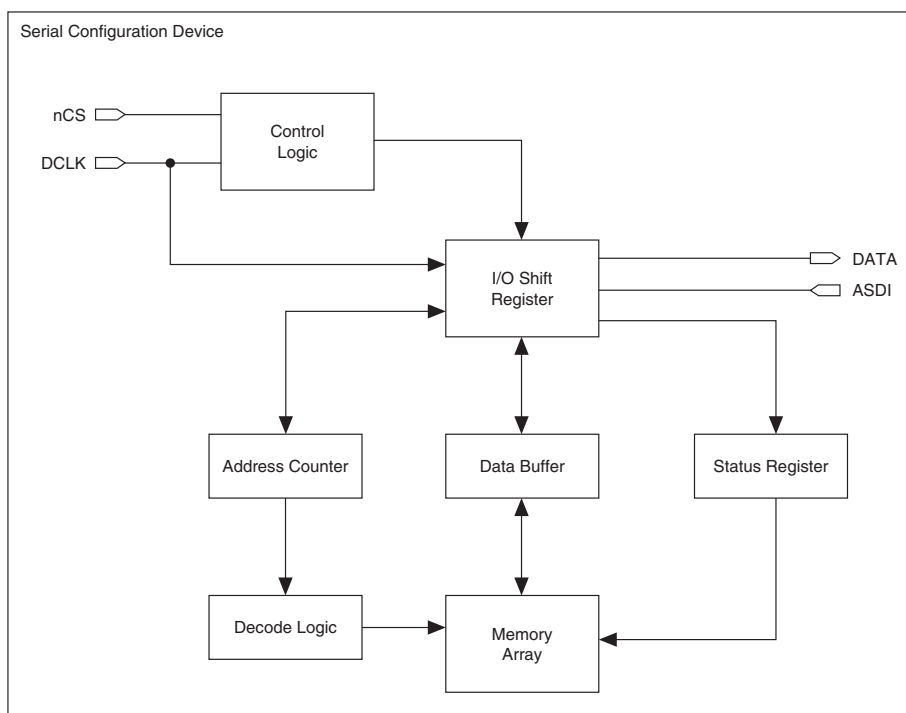 Serial Configuration Device
nCS
DCLK
Control
Logic
I/O Shift
Register
DATA
ASDI
Address Counter
Data Buffer
Status Register
Decode Logic
Memory
Array